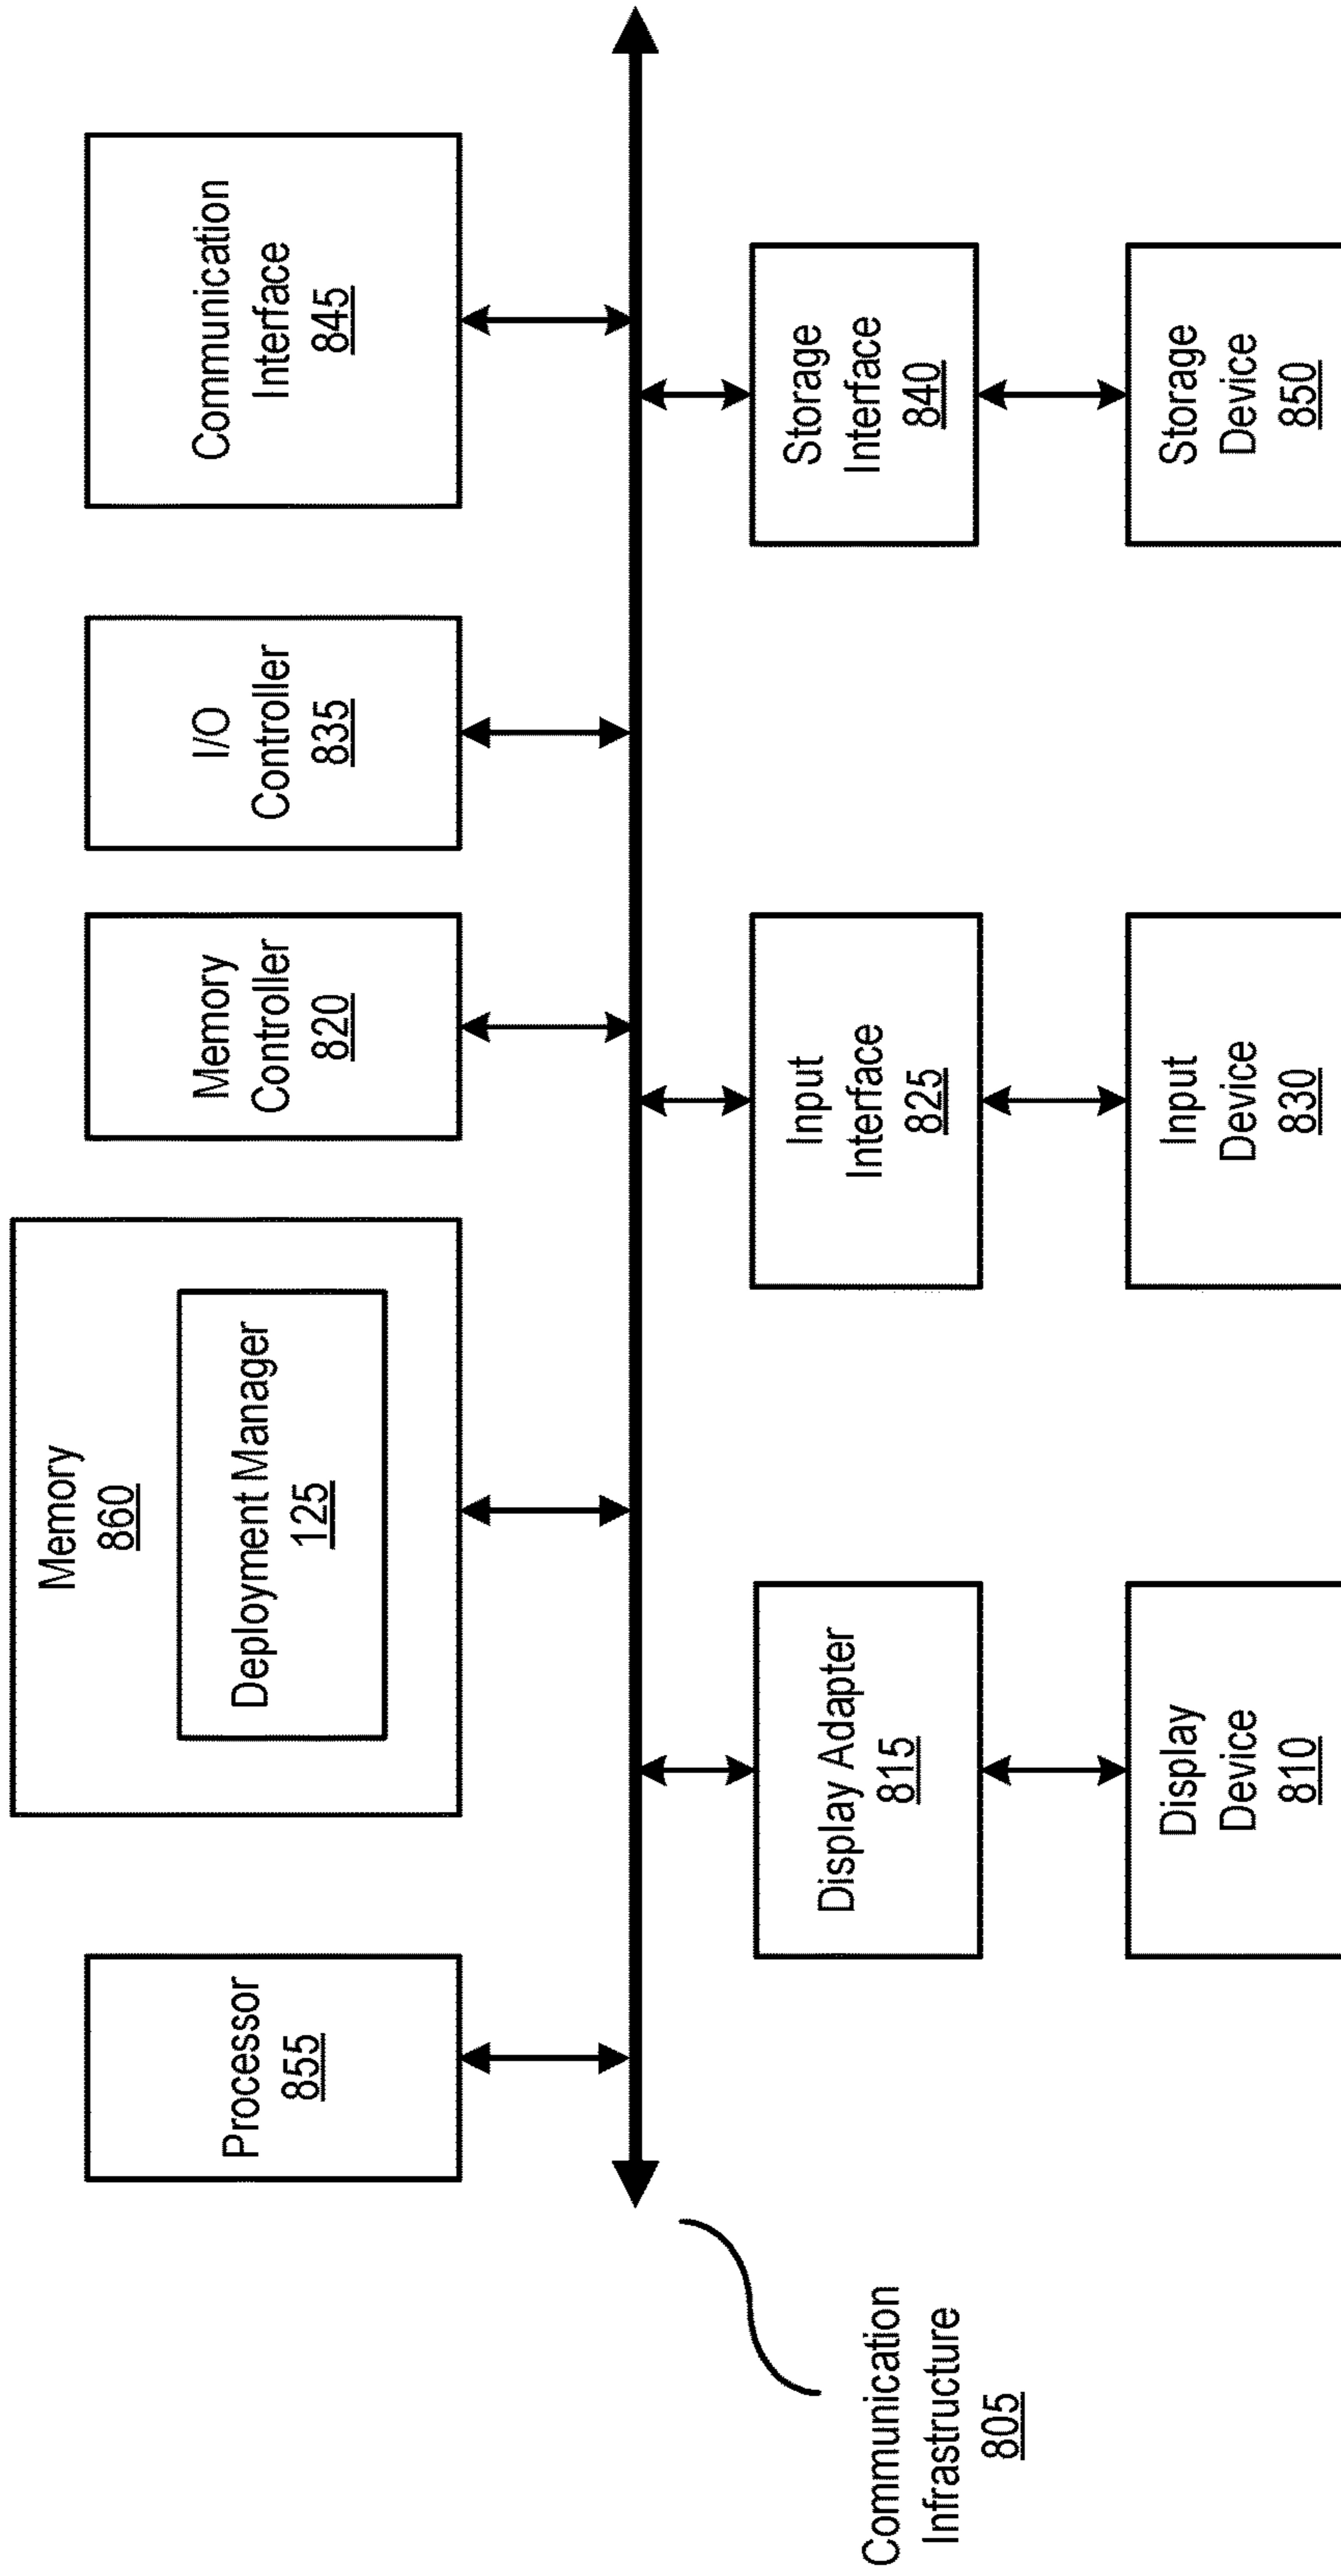 Processor
855
Memory
860
Deployment Manager
125
Memory
Controller
820
I/O
Controller
835
Communication
Interface
845
Communication
Infrastructure
805
Display Adapter
815
Input
Interface
825
Storage
Interface
840
Display
Device
810
Input
Device
830
Storage
Device
850